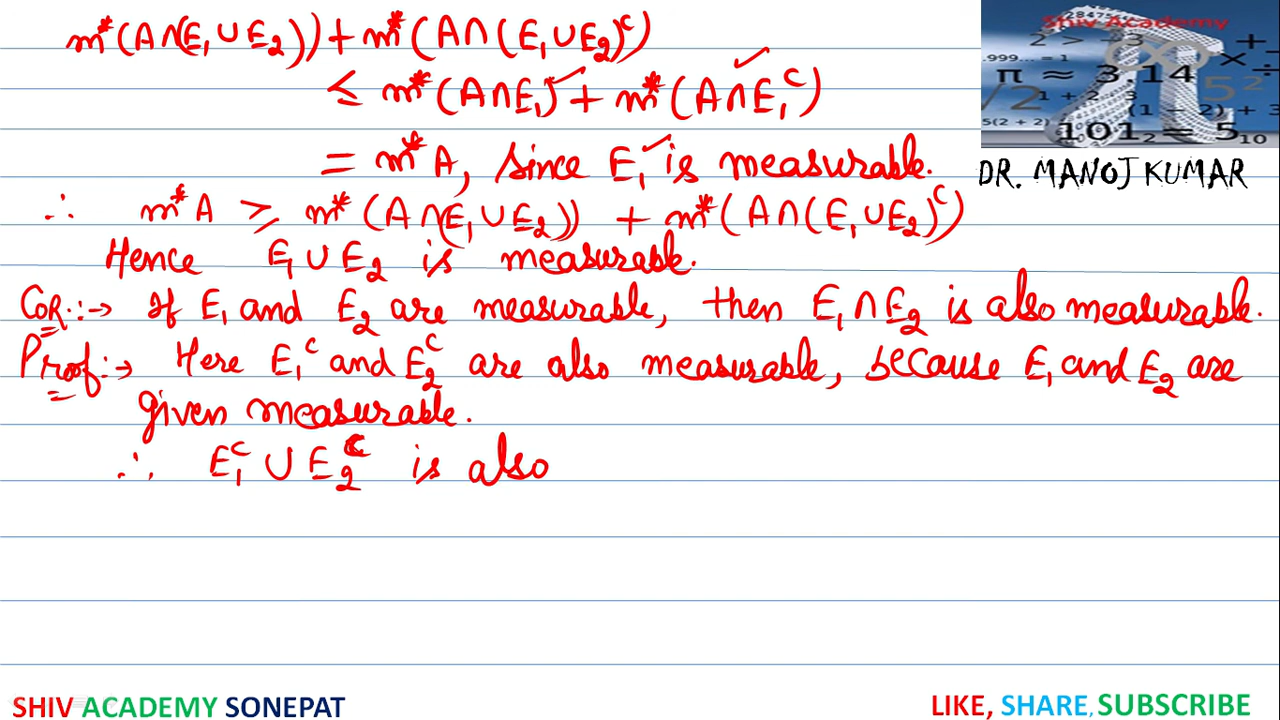 m*(A∩(E₁∪E₂)) + m*(A∩(E₁∪E₂)ᶜ)
≤ m*(A∩E₁) + m*(A∩E₁ᶜ)
= m*A, since E₁ is measurable.
∴ m*A ≥ m*(A∩(E₁∪E₂)) + m*(A∩(E₁∪E₂)ᶜ)
Hence E₁∪E₂ is measurable.
COR.:→ If E₁ and E₂ are measurable, then E₁∩E₂ is also measurable.
Proof:→ Here E₁ᶜ and E₂ᶜ are also measurable, because E₁ and E₂ are
given measurable.
∴ E₁ᶜ ∪ E₂ᶜ is also
Shiv Academy
π ≈ 3,14
101₂ = 5₁₀
DR. MANOJ KUMAR
SHIV ACADEMY SONEPAT
LIKE, SHARE, SUBSCRIBE